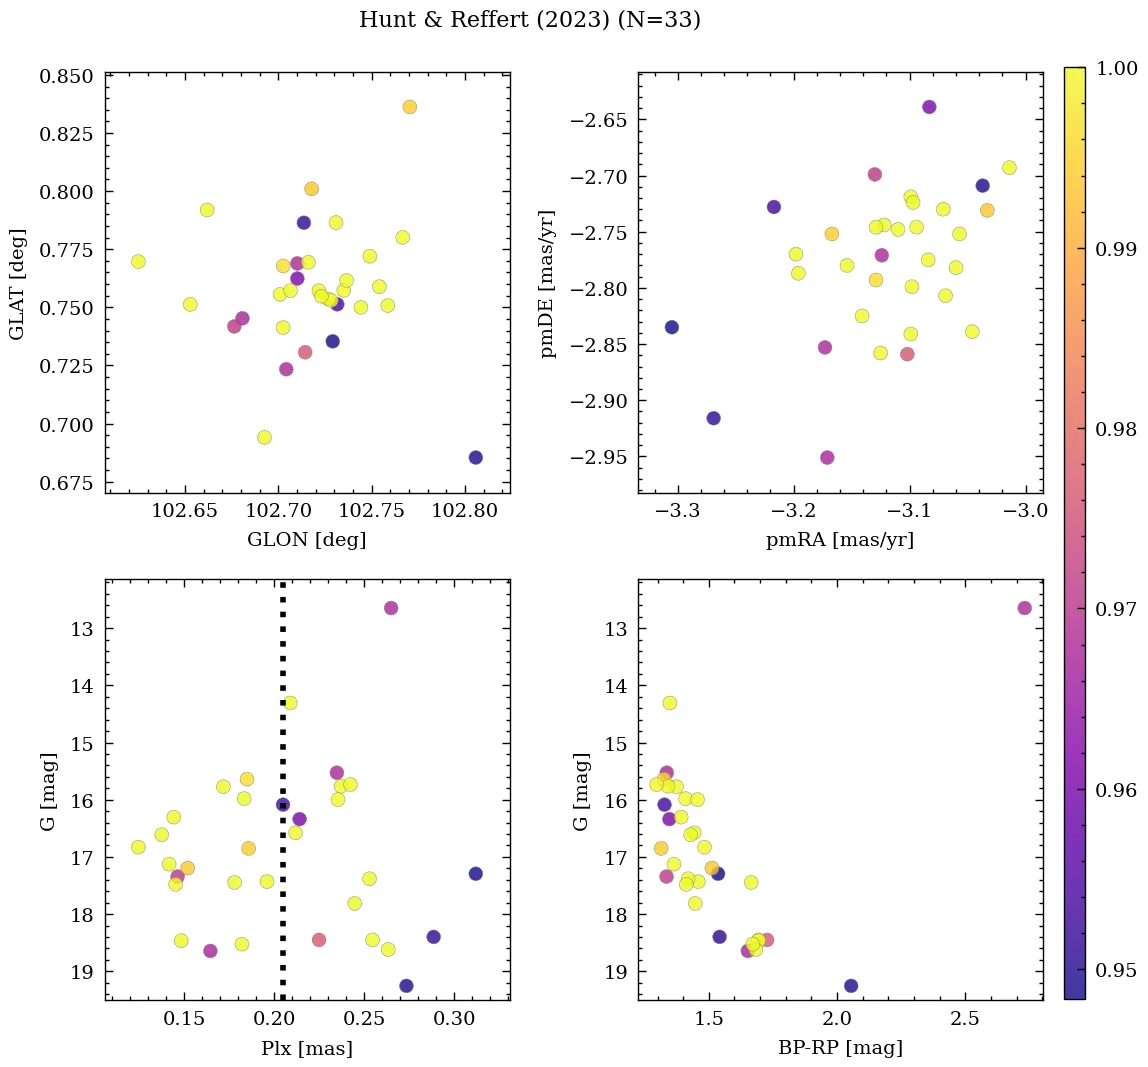 Hunt & Reffert (2023) (N=33)
0.850
0.825
0.800
0.775
0.750
0.725
0.700
0.675
GLAT [deg]
102.65 102.70 102.75 102.80
GLON [deg]
−2.65
−2.70
−2.75
−2.80
−2.85
−2.90
−2.95
pmDE [mas/yr]
−3.3 −3.2 −3.1 −3.0
pmRA [mas/yr]
13
14
15
16
17
18
19
G [mag]
0.15 0.20 0.25 0.30
Plx [mas]
13
14
15
16
17
18
19
G [mag]
1.5 2.0 2.5
BP-RP [mag]
1.00
0.99
0.98
0.97
0.96
0.95